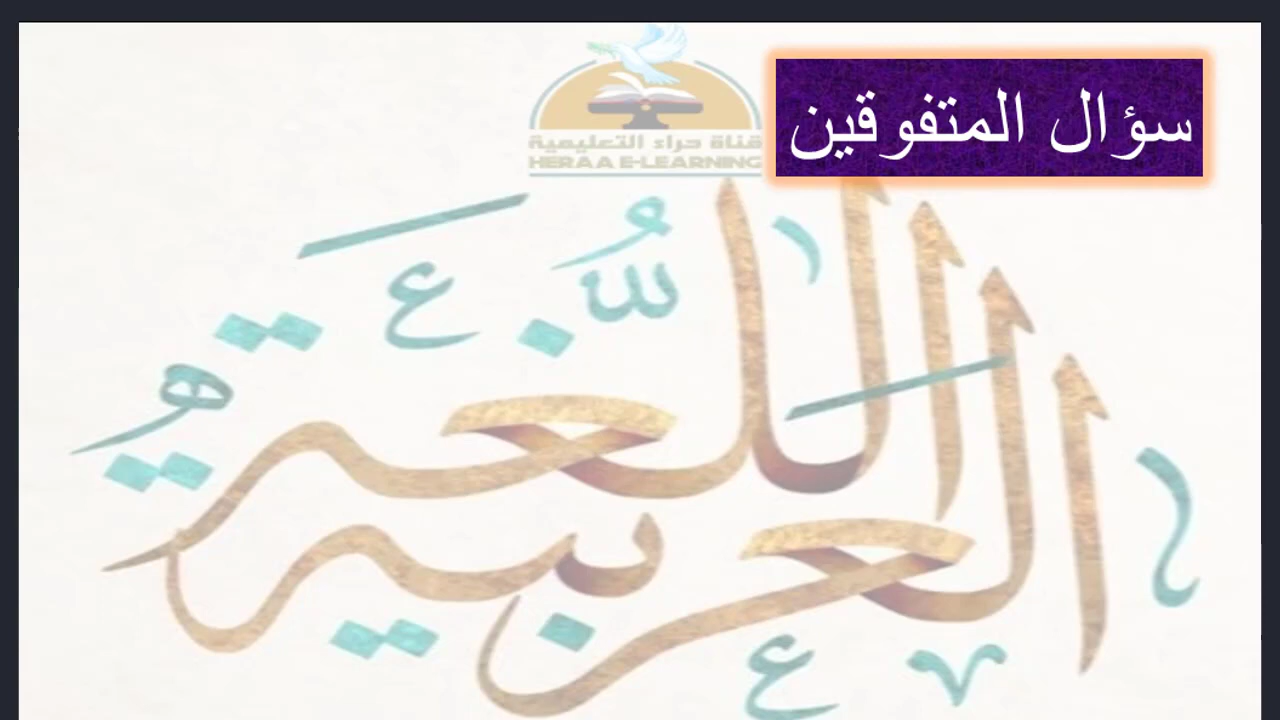 سؤال المتفوقين
قناة حراء التعليمية
HERAA E-LEARNING
اللغة
العربية